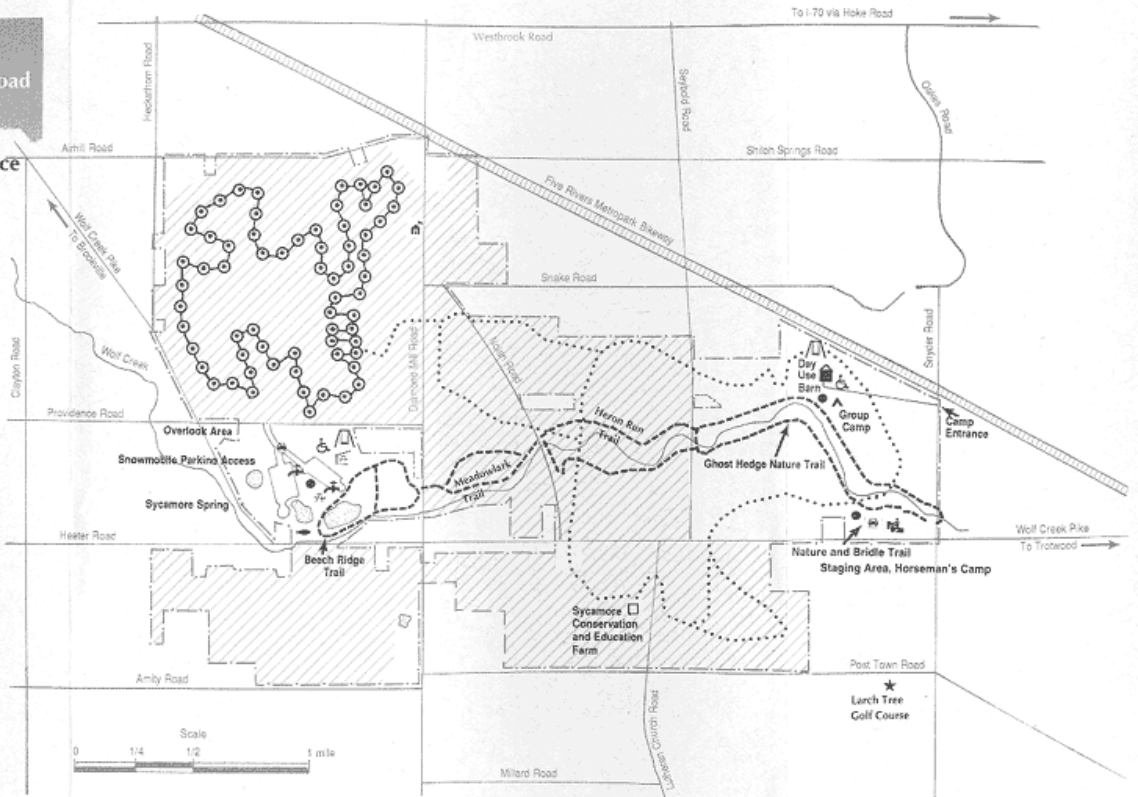 To I-70 via Hoke Road
Westbrook Road
oad
Heckathorn Road
Seybold Road
Oakes Road
Airhill Road
Shiloh Springs Road
ce
Wolf Creek Pike
To Brookville
Five Rivers Metropark Bikeway
Snake Road
Clayton Road
Wolf Creek
Diamond Mill Road
North Road
Snyder Road
Day
Use
Barn
Group
Camp
Camp
Entrance
Providence Road
Overlook Area
Heron Run
Trail
Snowmobile Parking Access
Ghost Hedge Nature Trail
Meadowlark
Trail
Sycamore Spring
Heeter Road
Wolf Creek Pike
To Trotwood
Beech Ridge
Trail
Nature and Bridle Trail
Staging Area, Horseman's Camp
Sycamore
Conservation
and Education
Farm
Post Town Road
Amity Road
Larch Tree
Golf Course
Lutheran Church Road
Scale
0 1/4 1/2 1 mile
Millard Road